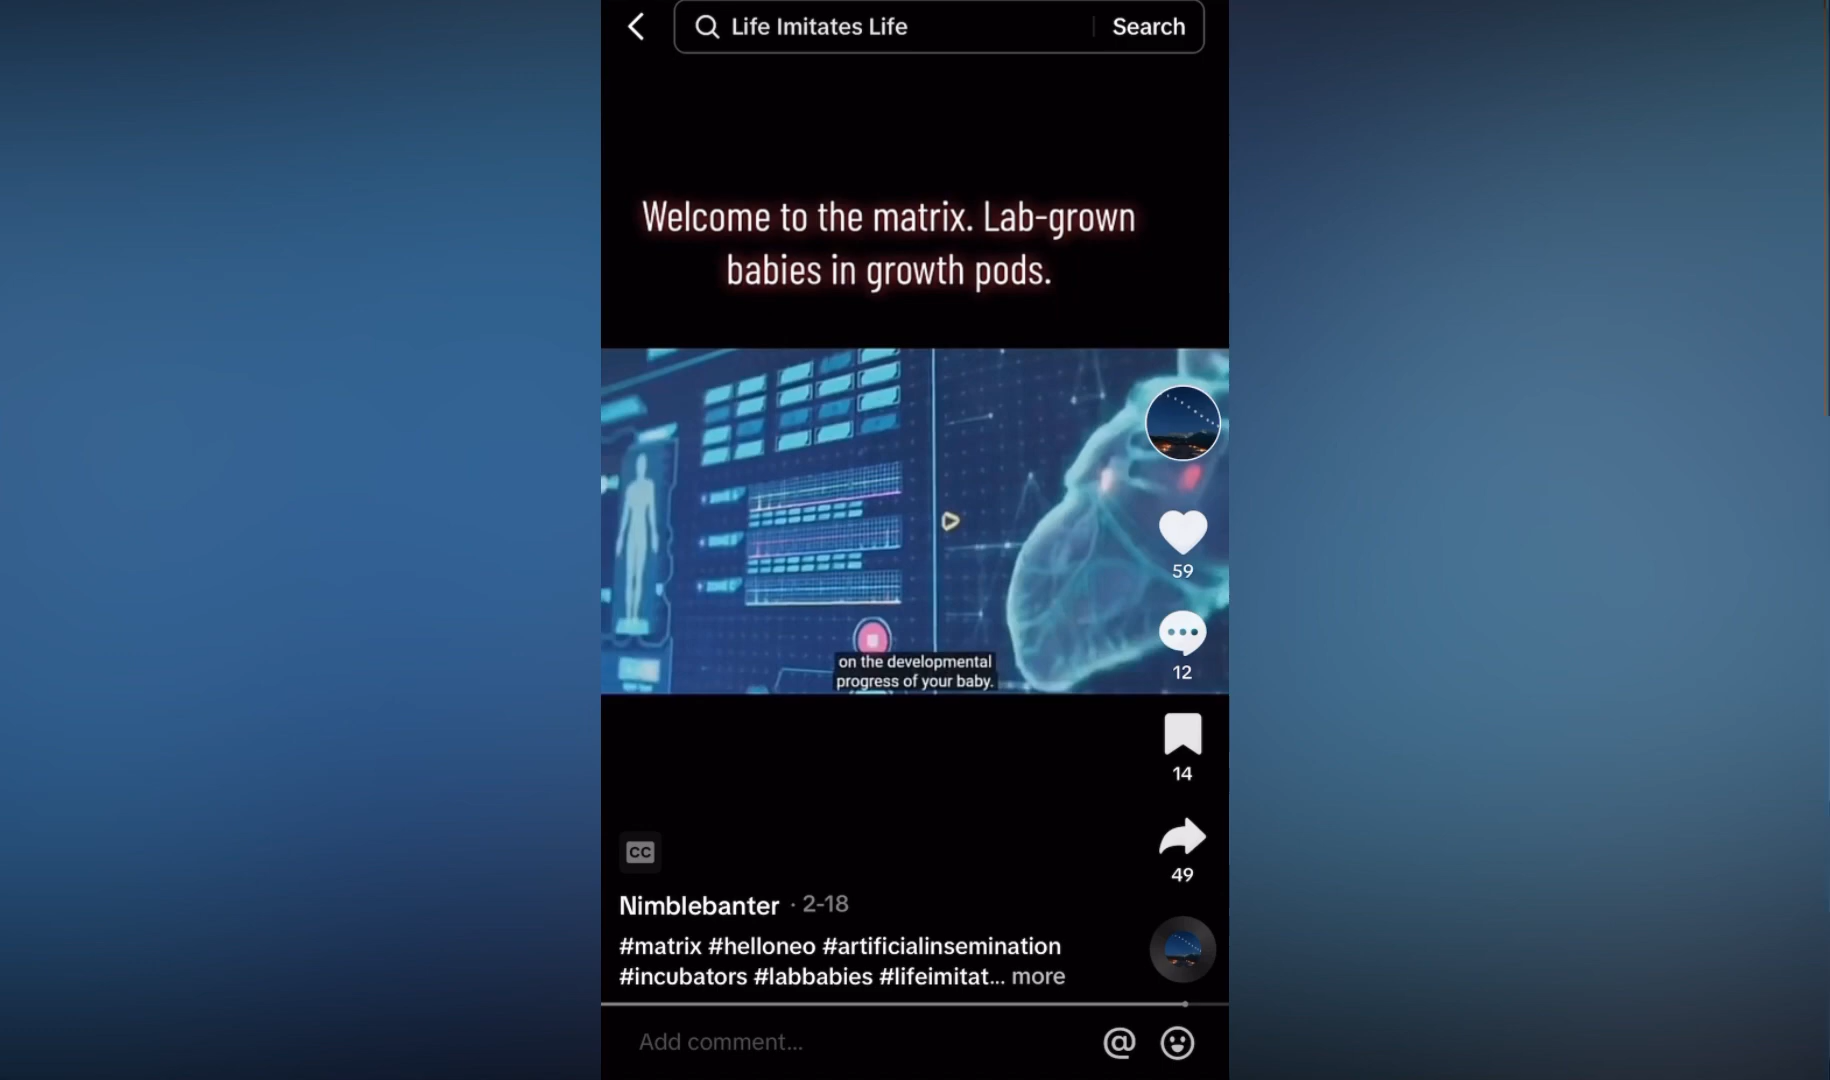 Life Imitates Life
Search
Welcome to the matrix. Lab-grown
babies in growth pods.
on the developmental
progress of your baby.
59
12
14
49
CC
Nimblebanter · 2-18
#matrix #helloneo #artificialinsemination
#incubators #labbabies #lifeimitat... more
Add comment...
@